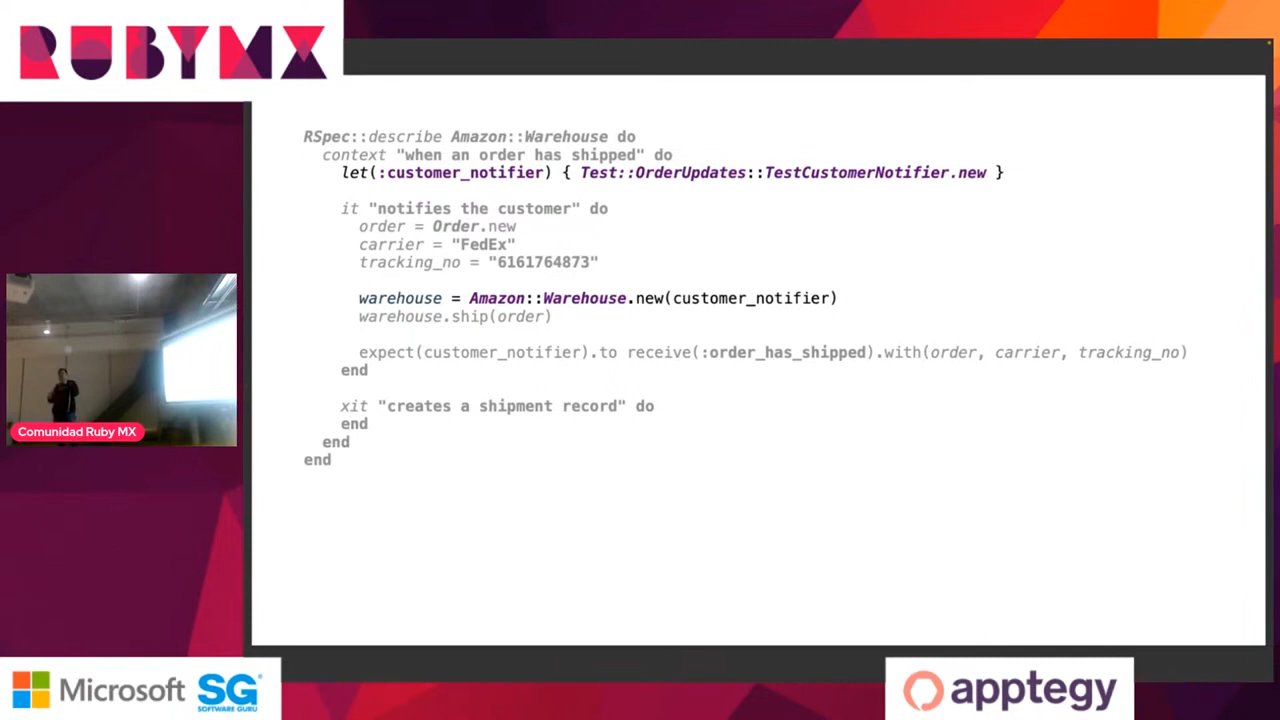 RUBYMX
RSpec::describe Amazon::Warehouse do
context "when an order has shipped" do
let(:customer_notifier) { Test::OrderUpdates::TestCustomerNotifier.new }
it "notifies the customer" do
order = Order.new
carrier = "FedEx"
tracking_no = "6161764873"
warehouse = Amazon::Warehouse.new(customer_notifier)
warehouse.ship(order)
expect(customer_notifier).to receive(:order_has_shipped).with(order, carrier, tracking_no)
end
xit "creates a shipment record" do
end
end
end
Comunidad Ruby MX
Microsoft
SG
SOFTWARE GURU
apptegy